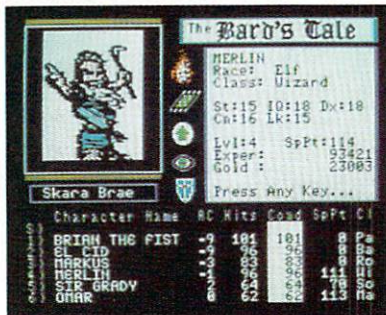 The Bard's Tale
MERLIN
Race: Elf
Class: Wizard
St:15 IQ:18 Dx:18
Cn:16 Lk:15
Lvl:4 SpPt:114
Exper: 93421
Gold : 23003
Press Any Key...
Skara Brae
Character Name AC Hits Cond SpPt Cl
S)
1) BRIAN THE FIST -9 101 101 0 Pa
2) EL CID -9 96 96 0 Ba
3) MARKUS -3 83 83 0 Ro
4) MERLIN -1 96 96 111 Wi
5) SIR GRADY 2 64 64 70 So
6) OMAR 0 62 62 113 Ma